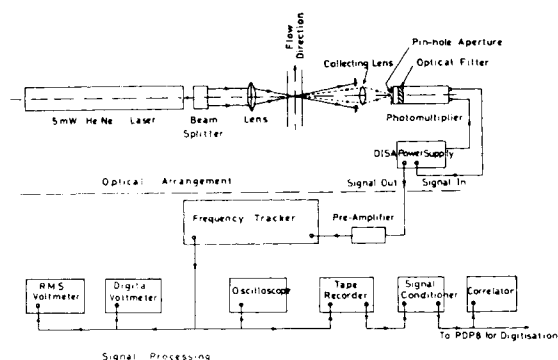 Flow
Direction
Collecting Lens
Pin-hole Aperture
Optical Filter
5mW HeNe Laser
Beam
Splitter
Lens
Photomultiplier
DISA Power Supply
Optical Arrangement
Signal Out
Signal In
Frequency Tracker
Pre-Amplifier
RMS
Voltmeter
Digital
Voltmeter
Oscilloscope
Tape
Recorder
Signal
Conditioner
Correlator
To PDP8 for Digitisation
Signal Processing